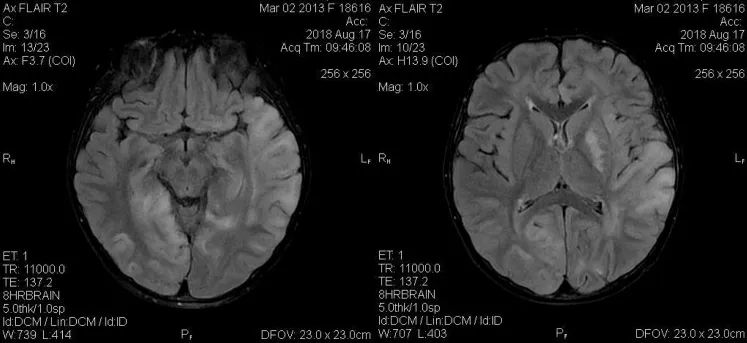 Ax FLAIR T2
C:
Se: 3/16
Im: 13/23
Ax: F3.7 (COI)
Mag: 1.0x
Mar 02 2013 F 18616
Acc:
2018 Aug 17
Acq Tm: 09:46:08
256 x 256
RH
LF
ET: 1
TR: 11000.0
TE: 137.2
8HRBRAIN
5.0thk/1.0sp
Id:DCM / Lin:DCM / Id:ID
W:739 L:414
PF
DFOV: 23.0 x 23.0cm
Ax FLAIR T2
C:
Se: 3/16
Im: 10/23
Ax: H13.9 (COI)
Mag: 1.0x
Mar 02 2013 F 18616
Acc:
2018 Aug 17
Acq Tm: 09:46:08
256 x 256
RH
LF
ET: 1
TR: 11000.0
TE: 137.2
8HRBRAIN
5.0thk/1.0sp
Id:DCM / Lin:DCM / Id:ID
W:707 L:403
PF
DFOV: 23.0 x 23.0cm